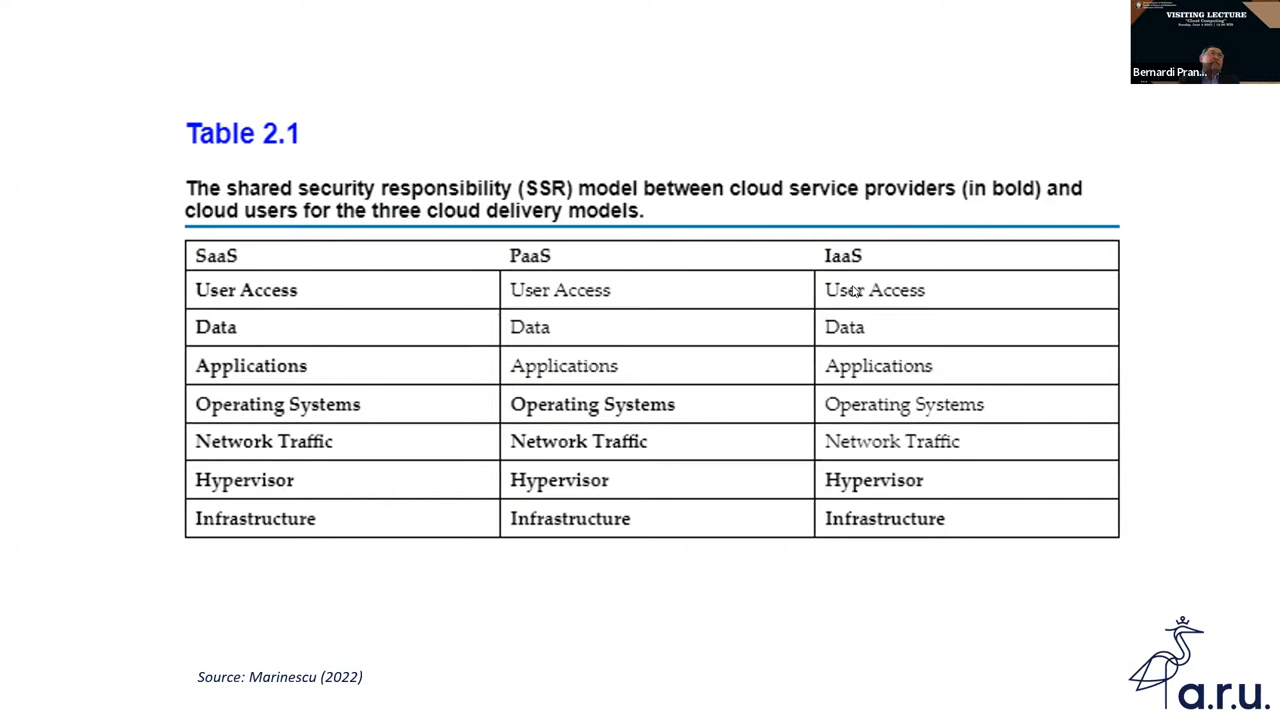 VISITING LECTURE
"Cloud Computing"
Bernardi Pran...
Table 2.1
The shared security responsibility (SSR) model between cloud service providers (in bold) and
cloud users for the three cloud delivery models.
SaaS PaaS IaaS
User Access User Access User Access
Data Data Data
Applications Applications Applications
Operating Systems Operating Systems Operating Systems
Network Traffic Network Traffic Network Traffic
Hypervisor Hypervisor Hypervisor
Infrastructure Infrastructure Infrastructure
Source: Marinescu (2022)
a.r.u.